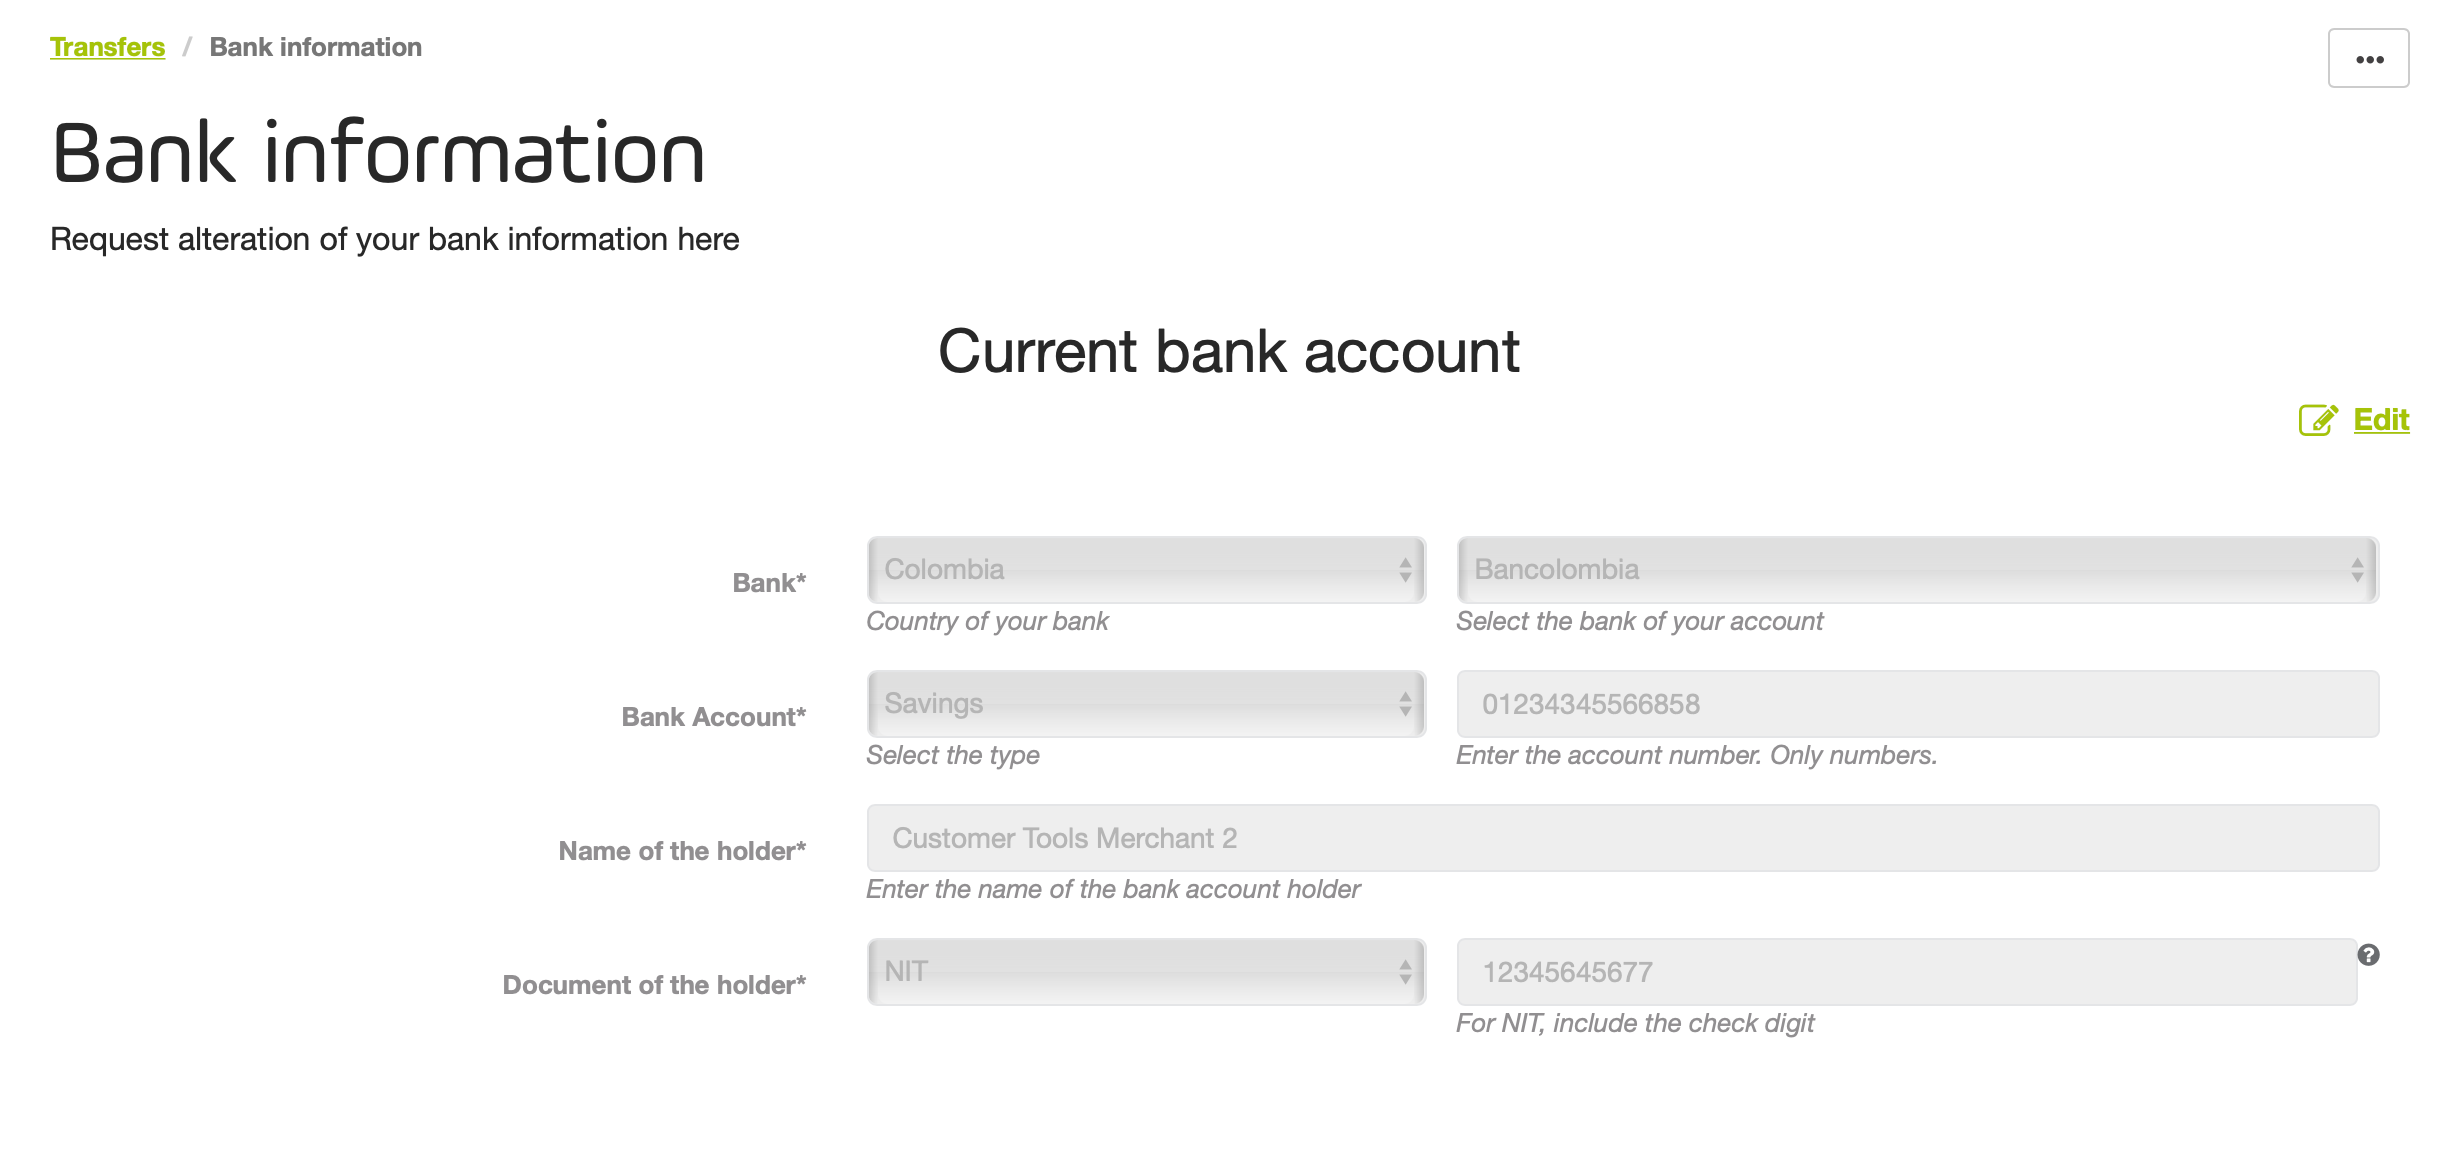 Transfers / Bank information
•••
Bank information
Request alteration of your bank information here
Current bank account
Edit
Bank* Colombia Bancolombia
Country of your bank Select the bank of your account
Bank Account* Savings 01234345566858
Select the type Enter the account number. Only numbers.
Name of the holder* Customer Tools Merchant 2
Enter the name of the bank account holder
Document of the holder* NIT 12345645677 ?
For NIT, include the check digit